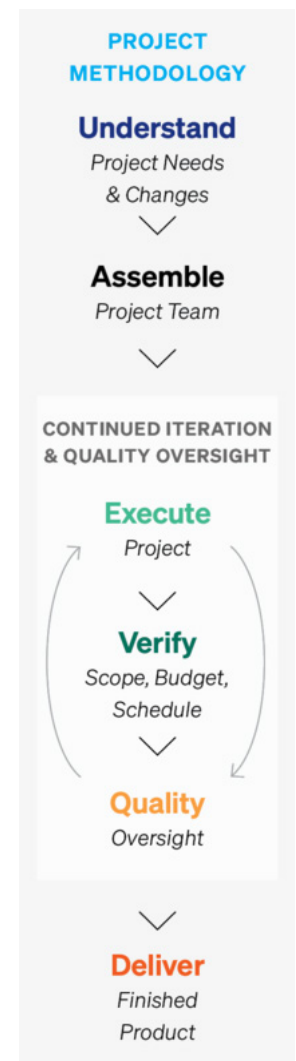 PROJECT
METHODOLOGY
Understand
Project Needs
& Changes
Assemble
Project Team
CONTINUED ITERATION
& QUALITY OVERSIGHT
Execute
Project
Verify
Scope, Budget,
Schedule
Quality
Oversight
Deliver
Finished
Product